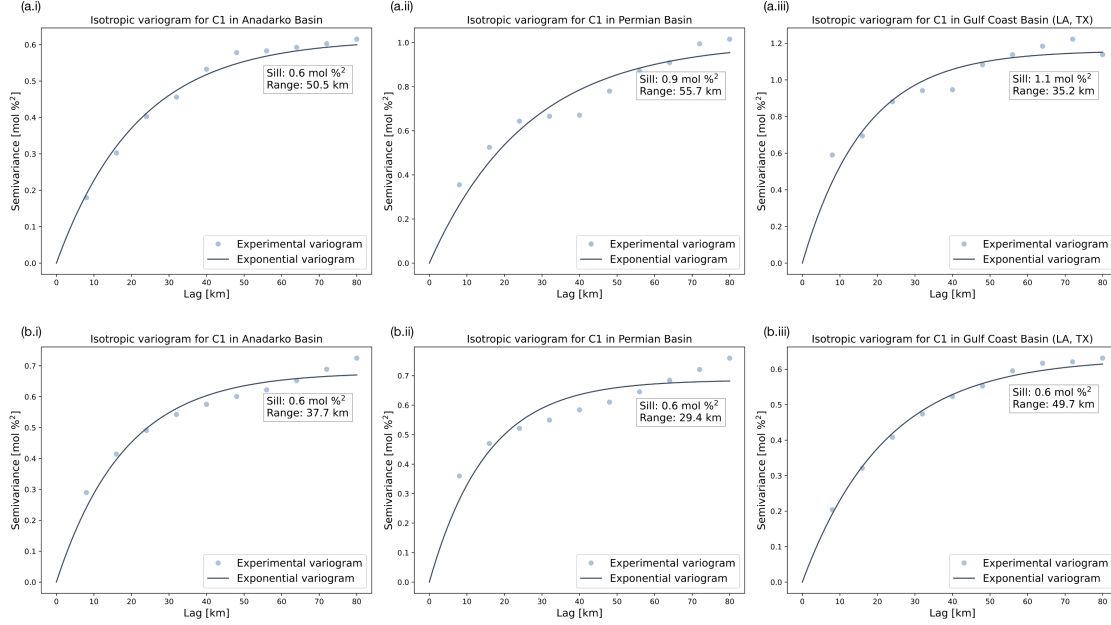 (a.i)
Isotropic variogram for C1 in Anadarko Basin
Semivariance [mol %²]
0.6
0.5
0.4
0.3
0.2
0.1
0.0
Sill: 0.6 mol %²
Range: 50.5 km
Experimental variogram
Exponential variogram
0 10 20 30 40 50 60 70 80
Lag [km]
(a.ii)
Isotropic variogram for C1 in Permian Basin
Semivariance [mol %²]
1.0
0.8
0.6
0.4
0.2
0.0
Sill: 0.9 mol %²
Range: 55.7 km
Experimental variogram
Exponential variogram
0 10 20 30 40 50 60 70 80
Lag [km]
(a.iii)
Isotropic variogram for C1 in Gulf Coast Basin (LA, TX)
Semivariance [mol %²]
1.2
1.0
0.8
0.6
0.4
0.2
0.0
Sill: 1.1 mol %²
Range: 35.2 km
Experimental variogram
Exponential variogram
0 10 20 30 40 50 60 70 80
Lag [km]
(b.i)
Isotropic variogram for C1 in Anadarko Basin
Semivariance [mol %²]
0.7
0.6
0.5
0.4
0.3
0.2
0.1
0.0
Sill: 0.6 mol %²
Range: 37.7 km
Experimental variogram
Exponential variogram
0 10 20 30 40 50 60 70 80
Lag [km]
(b.ii)
Isotropic variogram for C1 in Permian Basin
Semivariance [mol %²]
0.7
0.6
0.5
0.4
0.3
0.2
0.1
0.0
Sill: 0.6 mol %²
Range: 29.4 km
Experimental variogram
Exponential variogram
0 10 20 30 40 50 60 70 80
Lag [km]
(b.iii)
Isotropic variogram for C1 in Gulf Coast Basin (LA, TX)
Semivariance [mol %²]
0.6
0.5
0.4
0.3
0.2
0.1
0.0
Sill: 0.6 mol %²
Range: 49.7 km
Experimental variogram
Exponential variogram
0 10 20 30 40 50 60 70 80
Lag [km]